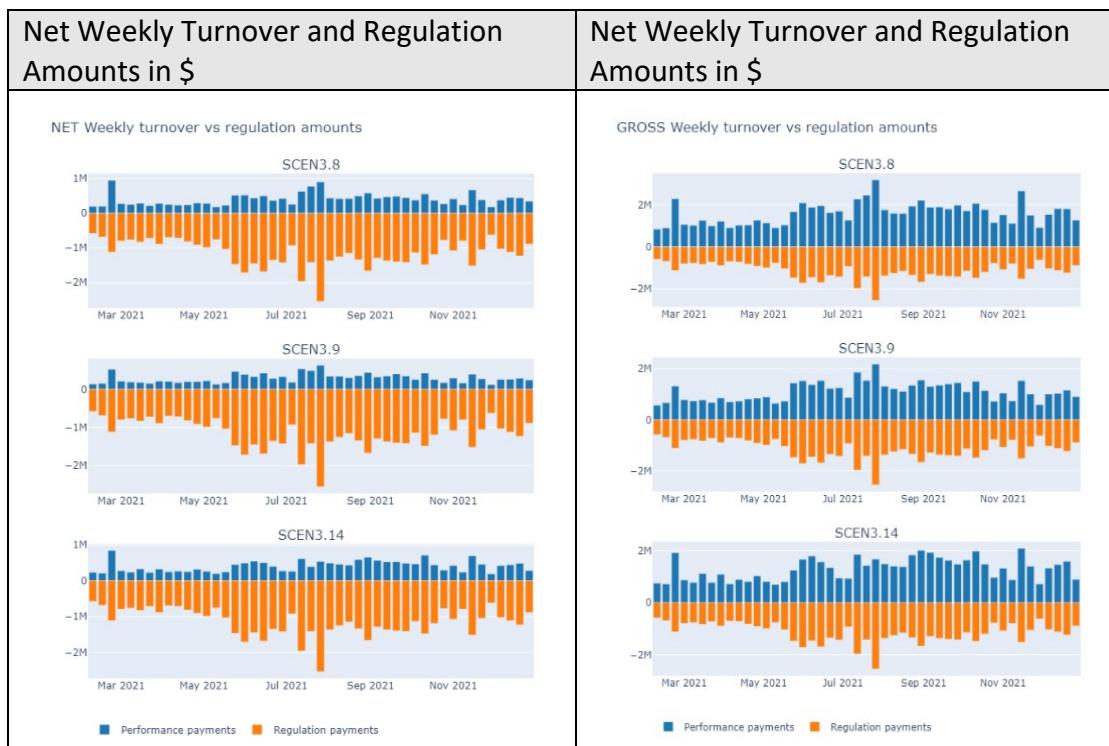 Net Weekly Turnover and Regulation
Amounts in $
Net Weekly Turnover and Regulation
Amounts in $
NET Weekly turnover vs regulation amounts
SCEN3.8
1M
0
−1M
−2M
Mar 2021 May 2021 Jul 2021 Sep 2021 Nov 2021
SCEN3.9
0
−1M
−2M
Mar 2021 May 2021 Jul 2021 Sep 2021 Nov 2021
SCEN3.14
1M
0
−1M
−2M
Mar 2021 May 2021 Jul 2021 Sep 2021 Nov 2021
Performance payments Regulation payments
GROSS Weekly turnover vs regulation amounts
SCEN3.8
2M
0
−2M
Mar 2021 May 2021 Jul 2021 Sep 2021 Nov 2021
SCEN3.9
2M
0
−2M
Mar 2021 May 2021 Jul 2021 Sep 2021 Nov 2021
SCEN3.14
2M
0
−2M
Mar 2021 May 2021 Jul 2021 Sep 2021 Nov 2021
Performance payments Regulation payments